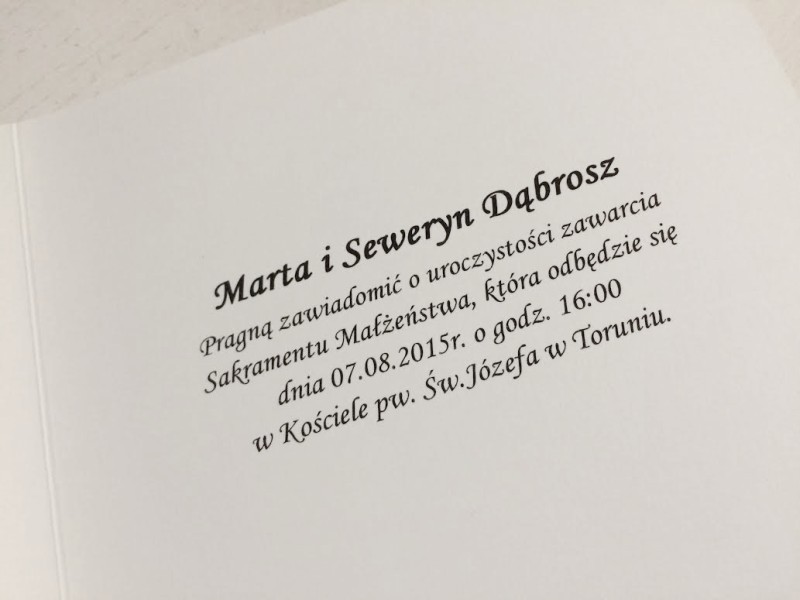 Marta i Seweryn Dąbrosz
Pragną zawiadomić o uroczystości zawarcia
Sakramentu Małżeństwa, która odbędzie się
dnia 07.08.2015r. o godz. 16:00
w Kościele pw. Św.Józefa w Toruniu.